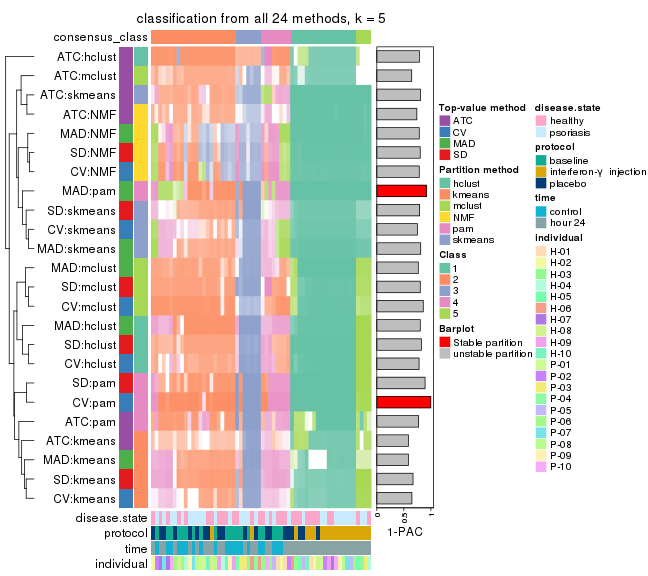 classification from all 24 methods, k = 5
consensus_class
ATC:hclust
ATC:mclust
ATC:skmeans
ATC:NMF
MAD:NMF
SD:NMF
CV:NMF
MAD:pam
SD:skmeans
CV:skmeans
MAD:skmeans
MAD:mclust
SD:mclust
CV:mclust
MAD:hclust
SD:hclust
CV:hclust
SD:pam
CV:pam
ATC:pam
ATC:kmeans
MAD:kmeans
SD:kmeans
CV:kmeans
disease.state
protocol
time
individual
0
0.5
1
1-PAC
Top-value method
ATC
CV
MAD
SD
Partition method
hclust
kmeans
mclust
NMF
pam
skmeans
Class
1
2
3
4
5
Barplot
Stable partition
unstable partition
disease.state
healthy
psoriasis
protocol
baseline
interferon-γ injection
placebo
time
control
hour 24
individual
H-01
H-02
H-03
H-04
H-05
H-06
H-07
H-08
H-09
H-10
P-01
P-02
P-03
P-04
P-05
P-06
P-07
P-08
P-09
P-10